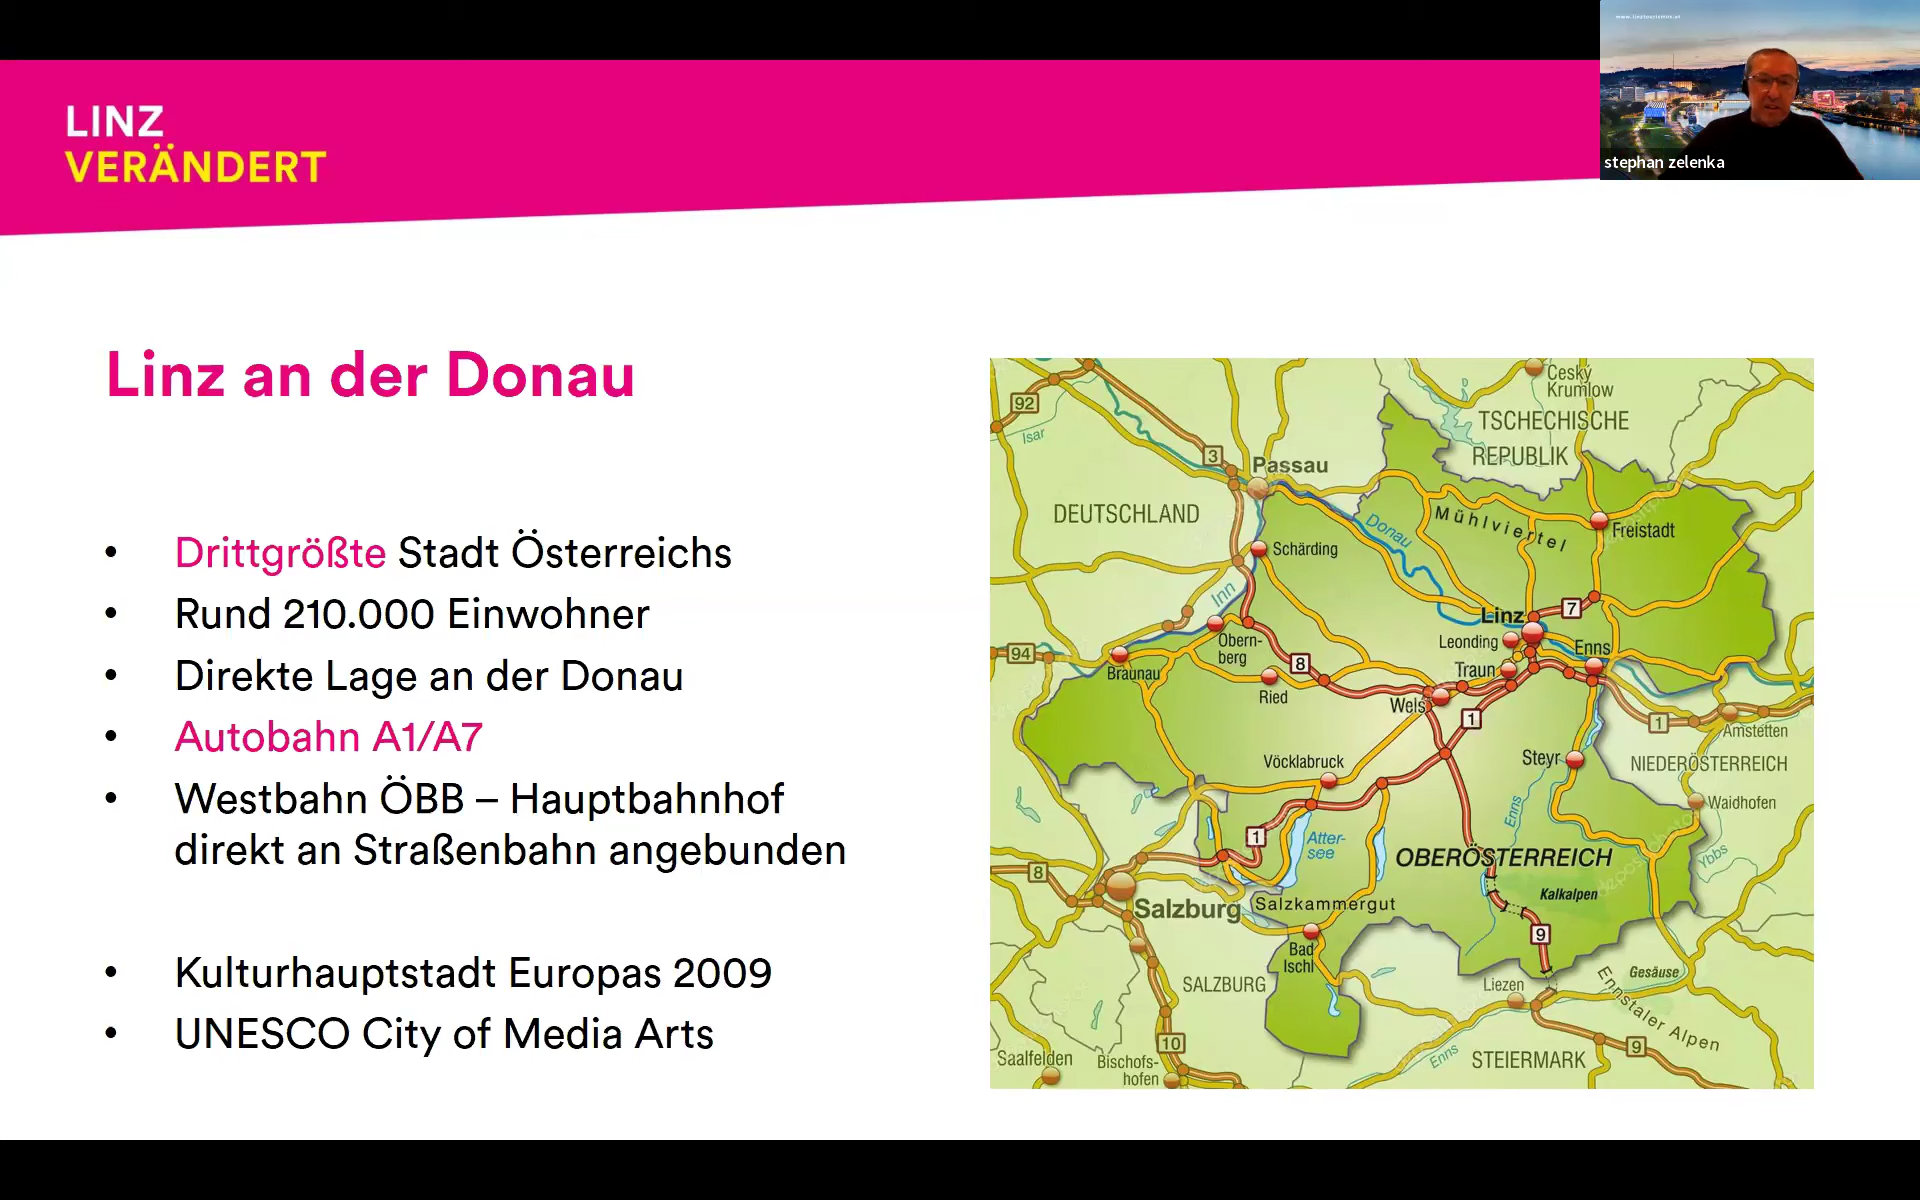 www.linztourismus.at
stephan zelenka
LINZ
VERÄNDERT
Linz an der Donau
• Drittgrößte Stadt Österreichs
• Rund 210.000 Einwohner
• Direkte Lage an der Donau
• Autobahn A1/A7
• Westbahn ÖBB – Hauptbahnhof
direkt an Straßenbahn angebunden
• Kulturhauptstadt Europas 2009
• UNESCO City of Media Arts
Cesky
Krumlow
92
TSCHECHISCHE
Isar
3
REPUBLIK
Passau
DEUTSCHLAND
Donau
Mühlviertel
Freistadt
Schärding
Inn
Linz
7
Leonding
Obern-
berg
Enns
94
8
Traun
Braunau
Ried
Wels
1
1
Amstetten
Vöcklabruck
Steyr
NIEDERÖSTERREICH
Enns
Waidhofen
1
Atter-
see
OBERÖSTERREICH
Ybbs
8
Kalkalpen
Salzburg
Salzkammergut
9
Bad
Ischl
Gesäuse
SALZBURG
Liezen
Ennstaler Alpen
10
9
Saalfelden
Bischofs-
hofen
Enns
STEIERMARK